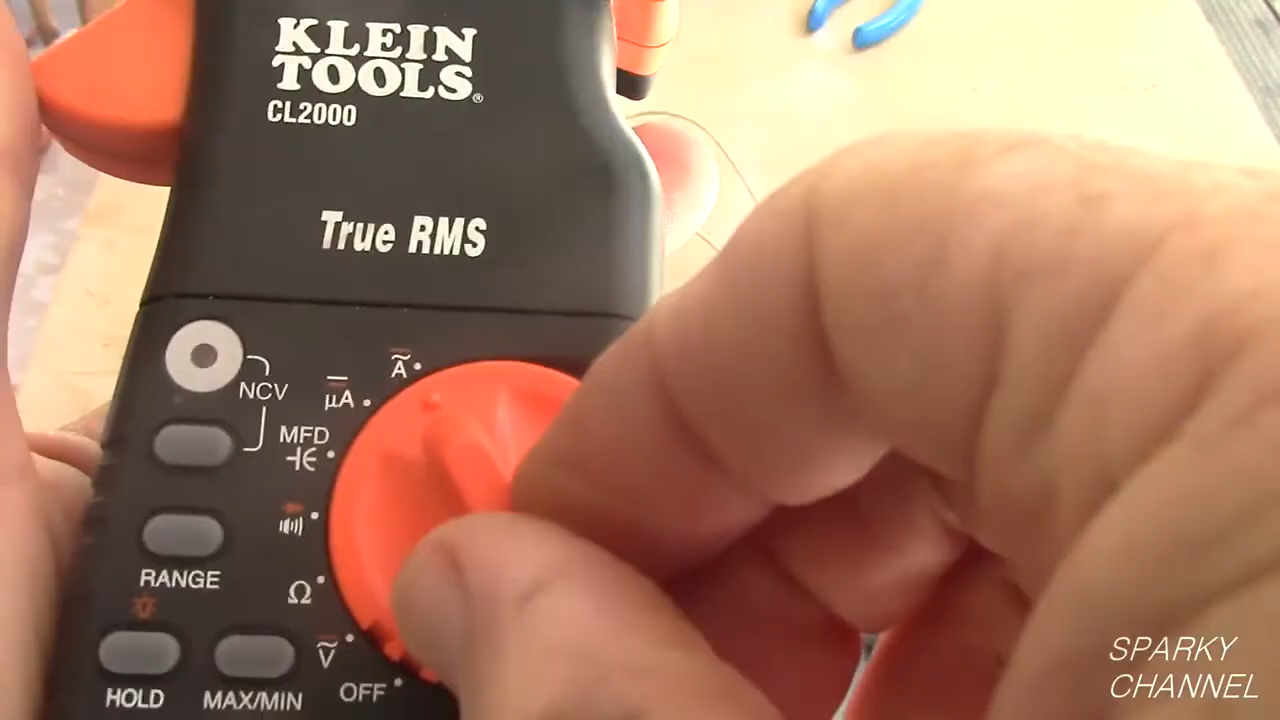 KLEIN
TOOLS®
CL2000
True RMS
NCV
A
µA
MFD
RANGE
Ω
V
HOLD
MAX/MIN
OFF
SPARKY
CHANNEL